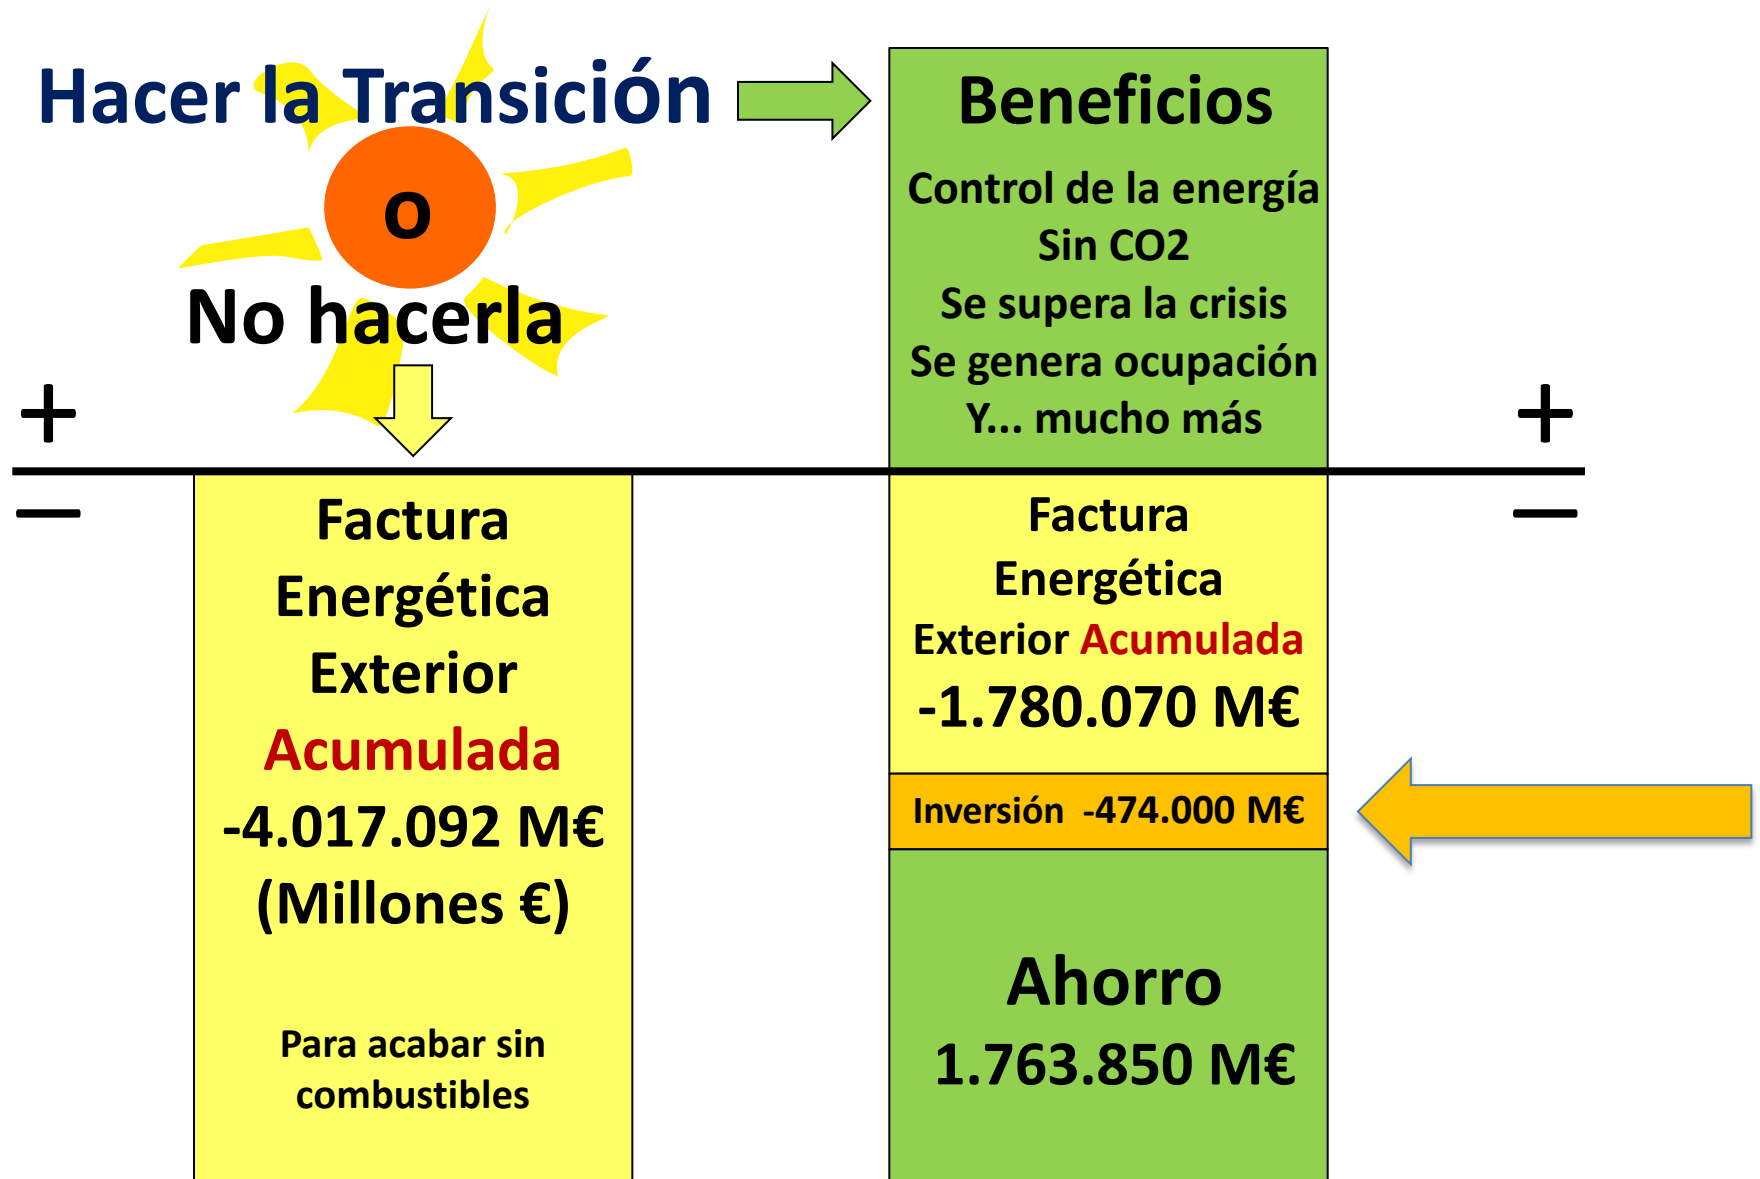 Hacer la Transición
o
No hacerla
Beneficios
Control de la energía
Sin CO2
Se supera la crisis
Se genera ocupación
Y... mucho más
+
+
–
–
Factura
Energética
Exterior
Acumulada
-4.017.092 M€
(Millones €)
Para acabar sin
combustibles
Factura
Energética
Exterior Acumulada
-1.780.070 M€
Inversión -474.000 M€
Ahorro
1.763.850 M€